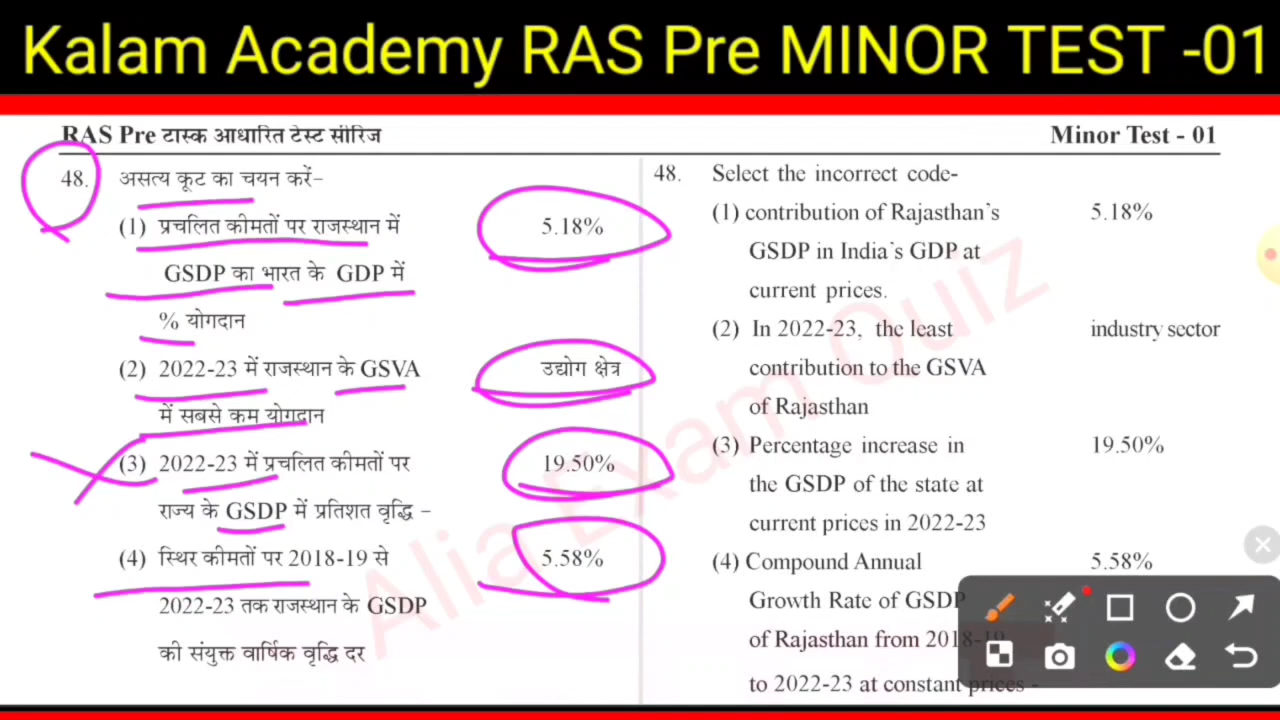 Kalam Academy RAS Pre MINOR TEST -01
RAS Pre टास्क आधारित टेस्ट सीरिज
Minor Test - 01
48. असत्य कूट का चयन करें-
(1) प्रचलित कीमतों पर राजस्थान में 5.18%
GSDP का भारत के GDP में
% योगदान
(2) 2022-23 में राजस्थान के GSVA उद्योग क्षेत्र
में सबसे कम योगदान
(3) 2022-23 में प्रचलित कीमतों पर 19.50%
राज्य के GSDP में प्रतिशत वृद्धि -
(4) स्थिर कीमतों पर 2018-19 से 5.58%
2022-23 तक राजस्थान के GSDP
की संयुक्त वार्षिक वृद्धि दर
48. Select the incorrect code-
(1) contribution of Rajasthan's 5.18%
GSDP in India's GDP at
current prices.
(2) In 2022-23, the least industry sector
contribution to the GSVA
of Rajasthan
(3) Percentage increase in 19.50%
the GSDP of the state at
current prices in 2022-23
(4) Compound Annual 5.58%
Growth Rate of GSDP
of Rajasthan from 2018-19
to 2022-23 at constant prices -
Alia Exam Quiz